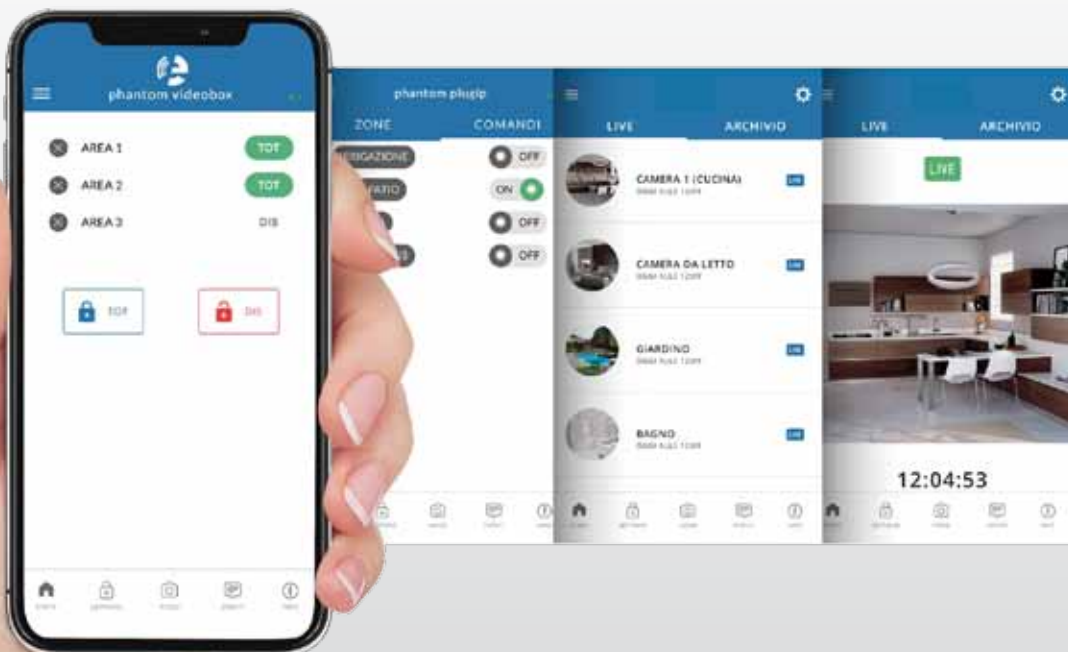 phantom videobox
AREA 1
TOT
AREA 2
TOT
AREA 3
DIS
TOT
DIS
phantom plugip
ZONE
COMANDI
OFF
PATIO
ON
OFF
OFF
LIVE
ARCHIVIO
CAMERA 1 (CUCINA)
LIVE
CAMERA DA LETTO
LIVE
GIARDINO
LIVE
BAGNO
LIVE
LIVE
ARCHIVIO
LIVE
12:04:53